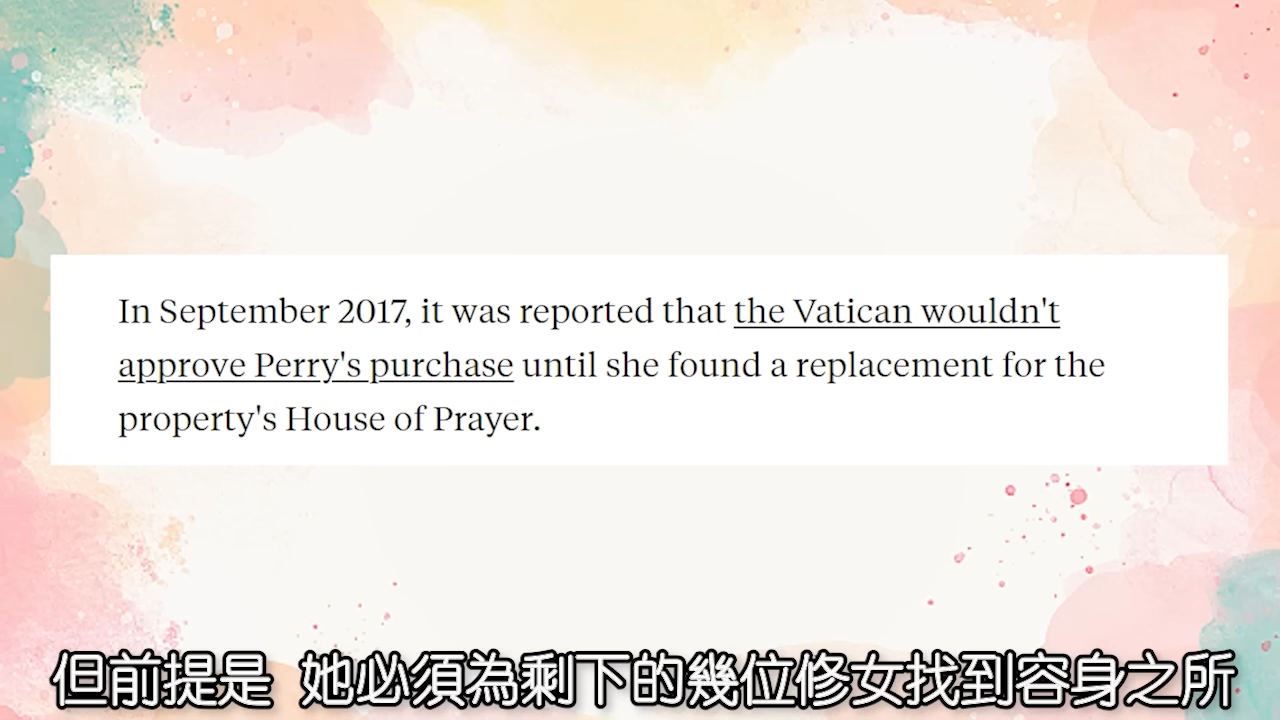 In September 2017, it was reported that the Vatican wouldn't
approve Perry's purchase until she found a replacement for the
property's House of Prayer.
但前提是 她必須為剩下的幾位修女找到容身之所